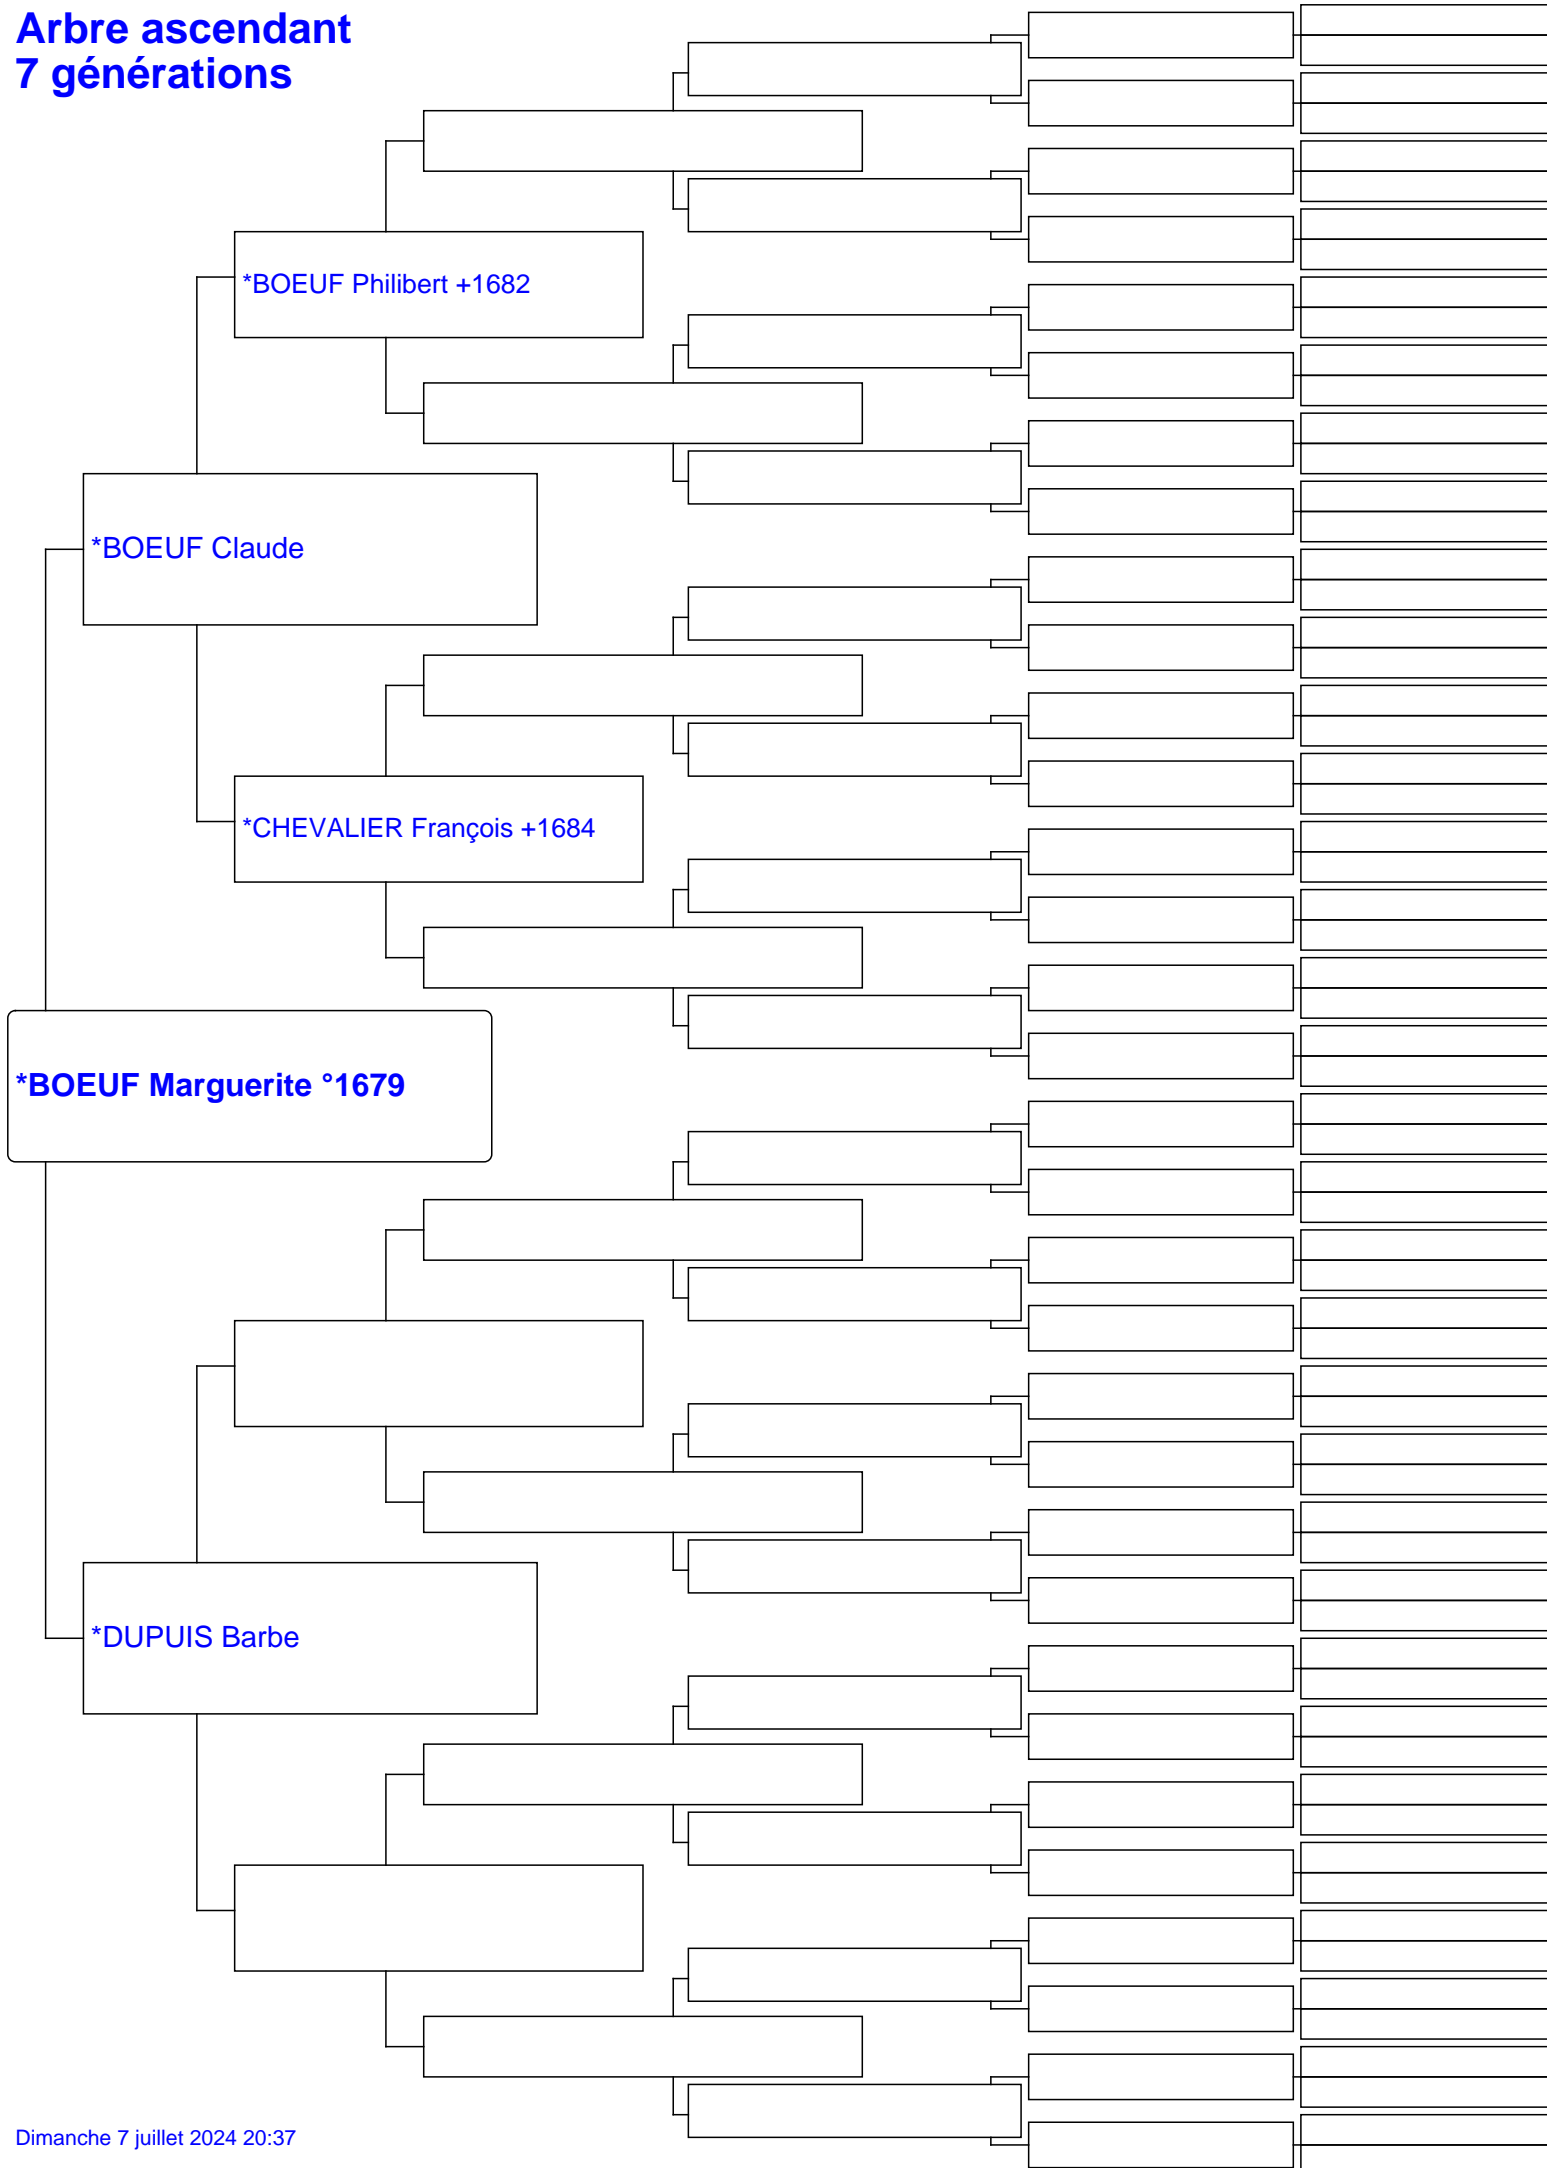 Arbre ascendant
7 générations
*BOEUF Philibert +1682
*BOEUF Claude
*CHEVALIER François +1684
*BOEUF Marguerite °1679
*DUPUIS Barbe
Dimanche 7 juillet 2024 20:37